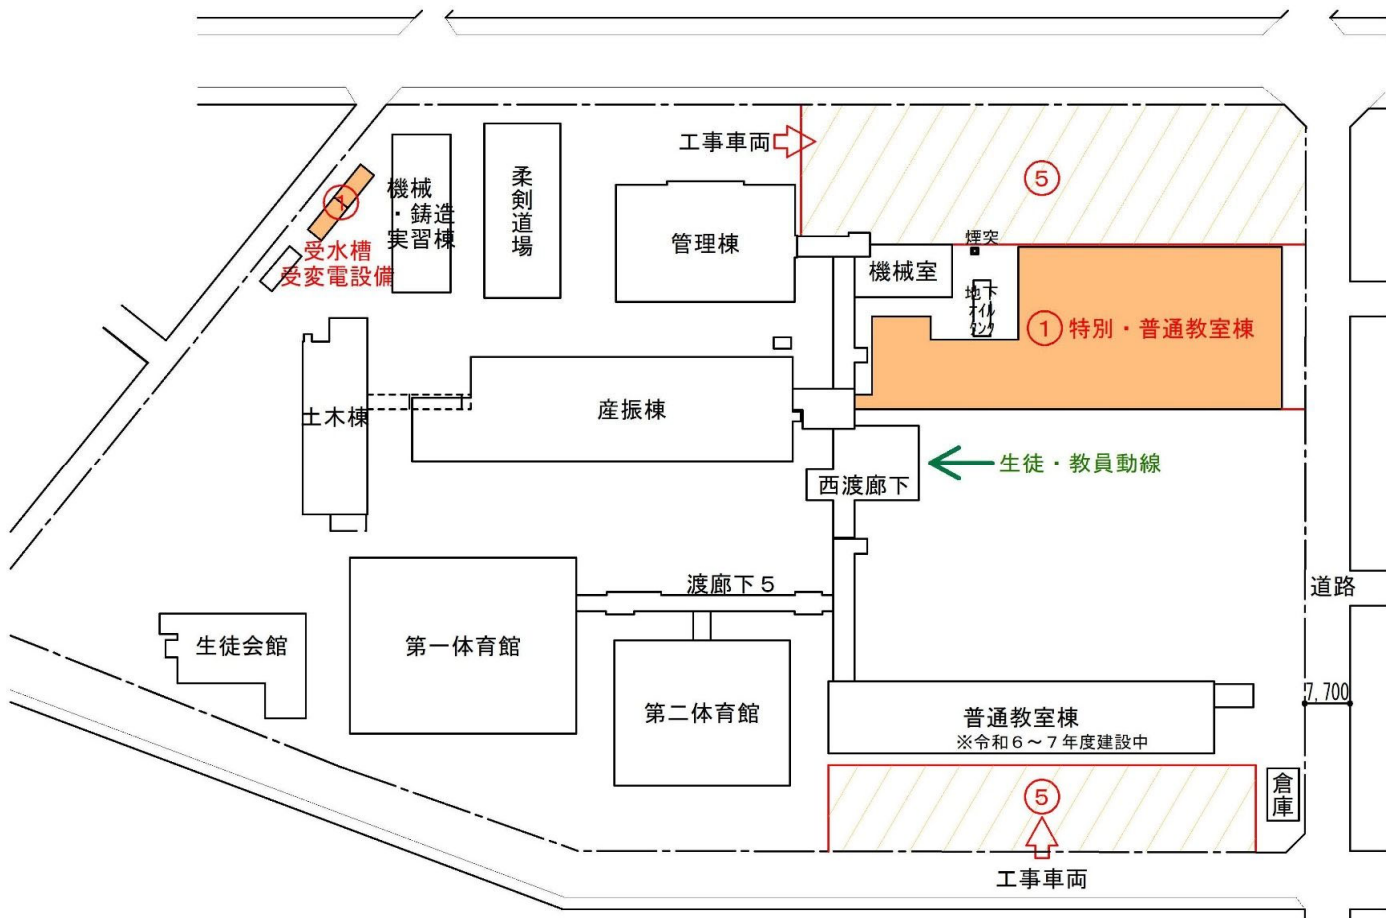 工事車両
⑤
機械
・鋳造
実習棟
柔剣道場
①
受水槽
受変電設備
管理棟
煙突
機械室
地下
オイル
タンク
① 特別・普通教室棟
土木棟
産振棟
生徒・教員動線
西渡廊下
渡廊下5
道路
生徒会館
第一体育館
第二体育館
普通教室棟
※令和6~7年度建設中
7,700
⑤
倉庫
工事車両